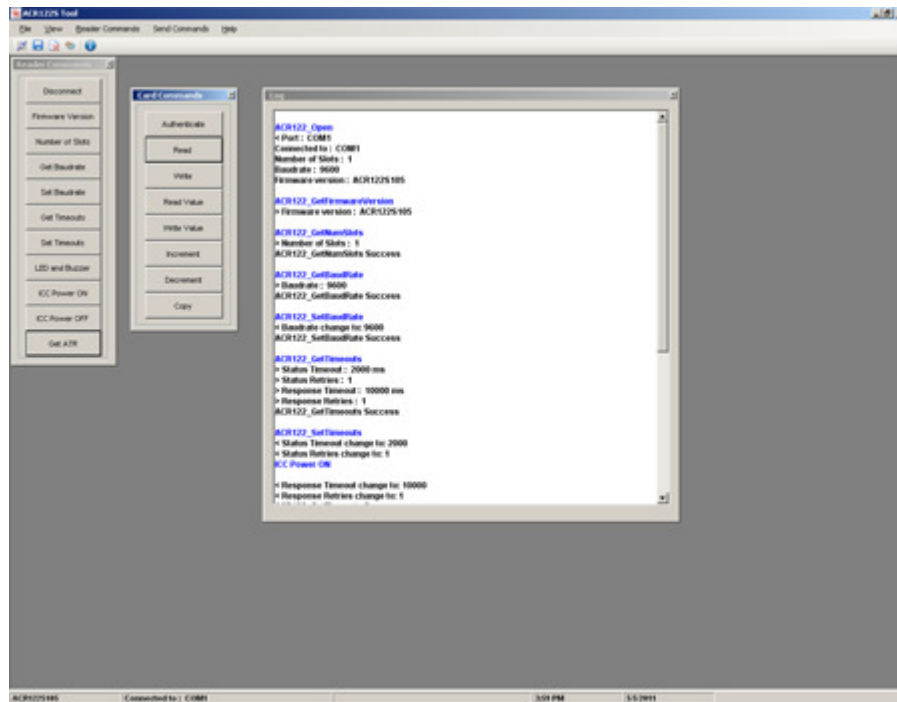 ACR122S Tool
File View Reader Commands Send Commands Help
Reader Commands
Disconnect
Firmware Version
Number of Slots
Get Baudrate
Set Baudrate
Get Timeouts
Set Timeouts
LED and Buzzer
ICC Power ON
ICC Power OFF
Get ATR
Card Commands
Authenticate
Read
Write
Read Value
Write Value
Increment
Decrement
Copy
Log
ACR122_Open
< Port : COM1
Connected to : COM1
Number of Slots : 1
Baudrate : 9600
Firmware version : ACR122S105
ACR122_GetFirmwareVersion
> Firmware version : ACR122S105
ACR122_GetNumSlots
> Number of Slots : 1
ACR122_GetNumSlots Success
ACR122_GetBaudRate
> Baudrate : 9600
ACR122_GetBaudRate Success
ACR122_SetBaudRate
< Baudrate change to: 9600
ACR122_SetBaudRate Success
ACR122_GetTimeouts
> Status Timeout : 2000 ms
> Status Retries : 1
> Response Timeout : 10000 ms
> Response Retries : 1
ACR122_GetTimeouts Success
ACR122_SetTimeouts
< Status Timeout change to: 2000
< Status Retries change to: 1
ICC Power ON
< Response Timeout change to: 10000
< Response Retries change to: 1
ACR122S105 Connected to : COM1 3:59 PM 5/5/2011